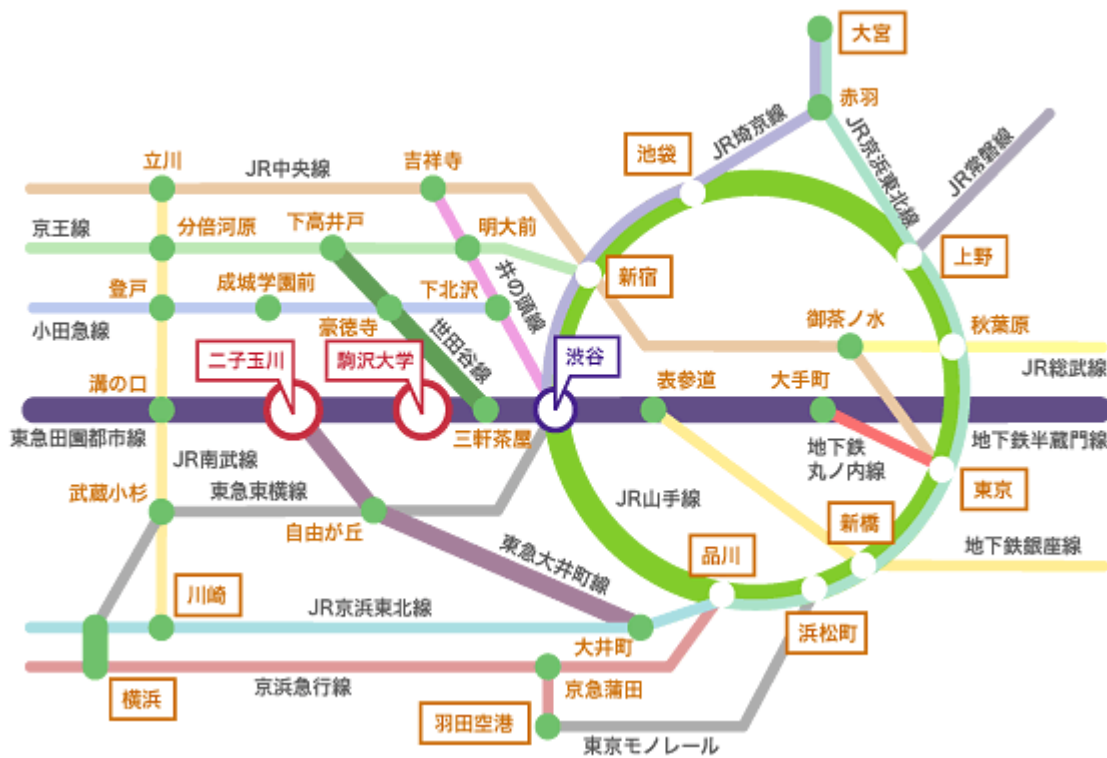 大宮
赤羽
JR埼京線
JR京浜東北線
JR常磐線
池袋
立川
JR中央線
吉祥寺
京王線
分倍河原
下高井戸
明大前
新宿
上野
登戸
成城学園前
下北沢
井の頭線
小田急線
豪徳寺
世田谷線
御茶ノ水
秋葉原
JR総武線
二子玉川
駒沢大学
渋谷
溝の口
表参道
大手町
東急田園都市線
三軒茶屋
地下鉄
丸ノ内線
地下鉄半蔵門線
JR南武線
武蔵小杉
東急東横線
自由が丘
JR山手線
東京
新橋
東急大井町線
品川
地下鉄銀座線
川崎
JR京浜東北線
浜松町
大井町
横浜
京浜急行線
京急蒲田
羽田空港
東京モノレール